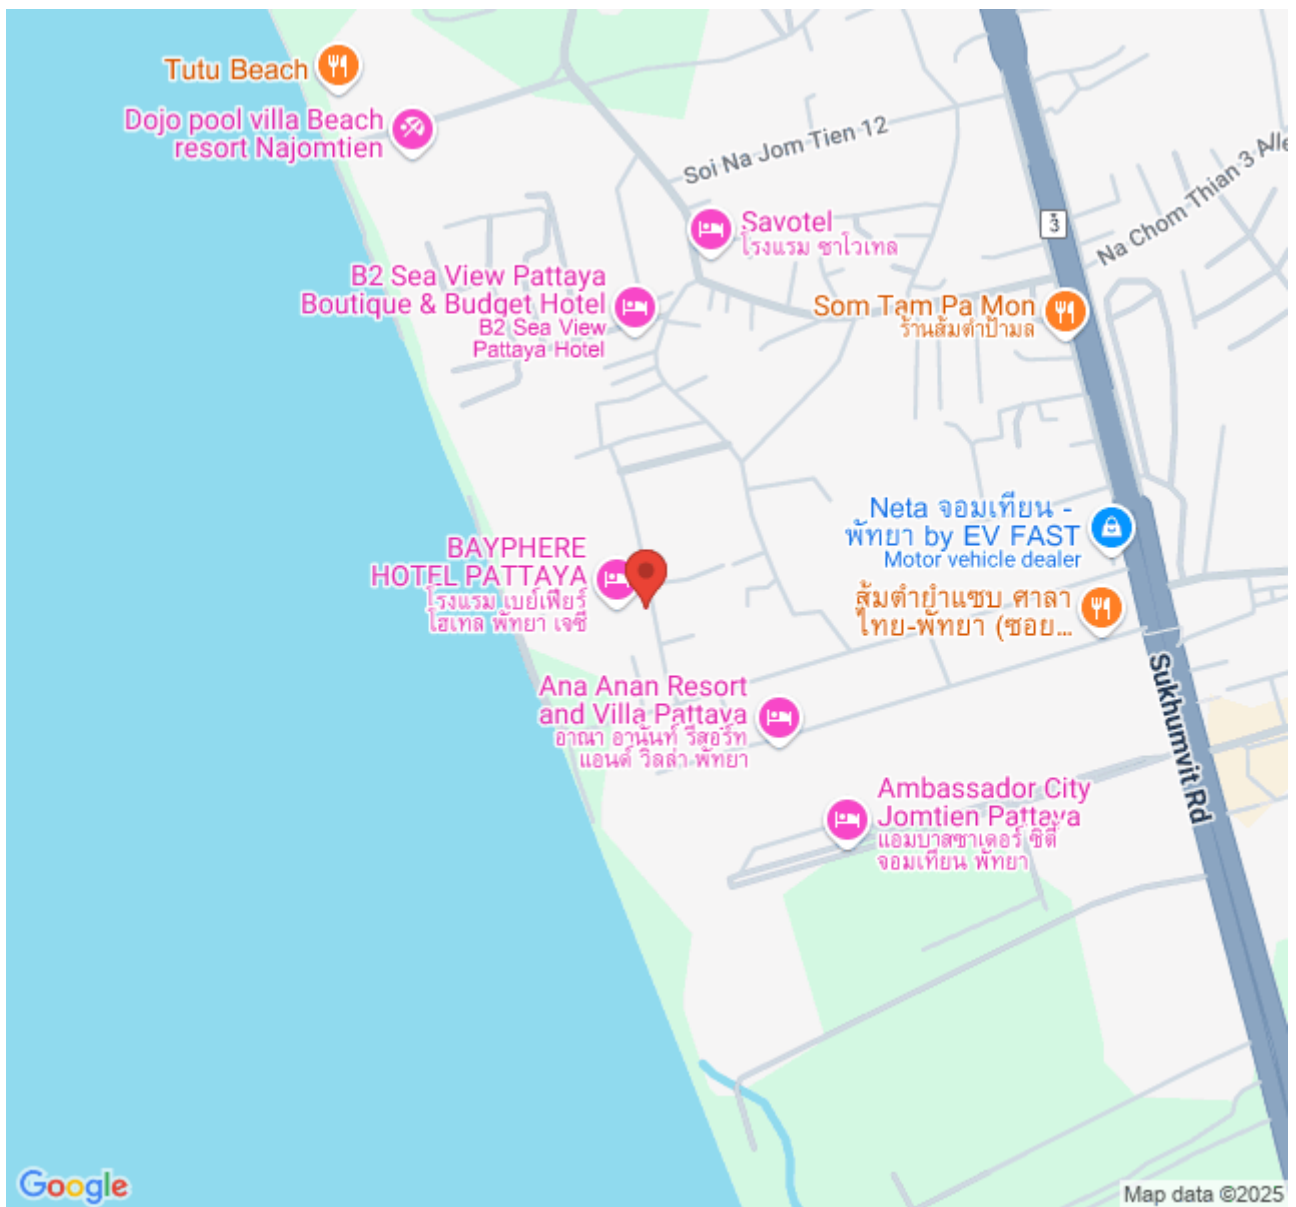 Tutu Beach
Dojo pool villa Beach
resort Najomtien
Soi Na Jom Tien 12
Na Chom Thian 3 Alle
3
Savotel
โรงแรม ซาโวเทล
B2 Sea View Pattaya
Boutique & Budget Hotel
B2 Sea View
Pattaya Hotel
Som Tam Pa Mon
ร้านส้มตำป้ามล
Neta จอมเทียน -
พัทยา by EV FAST
Motor vehicle dealer
BAYPHERE
HOTEL PATTAYA
โรงแรม เบย์เฟียร์
โฮเทล พัทยา เจซี
ส้มตำยำแซบ ศาลา
ไทย-พัทยา (ซอย...
Sukhumvit Rd
Ana Anan Resort
and Villa Pattaya
อาณา อานันท์ รีสอร์ท
แอนด์ วิลล่า พัทยา
Ambassador City
Jomtien Pattaya
แอมบาสซาเดอร์ ซิตี้
จอมเทียน พัทยา
Google
Map data ©2025